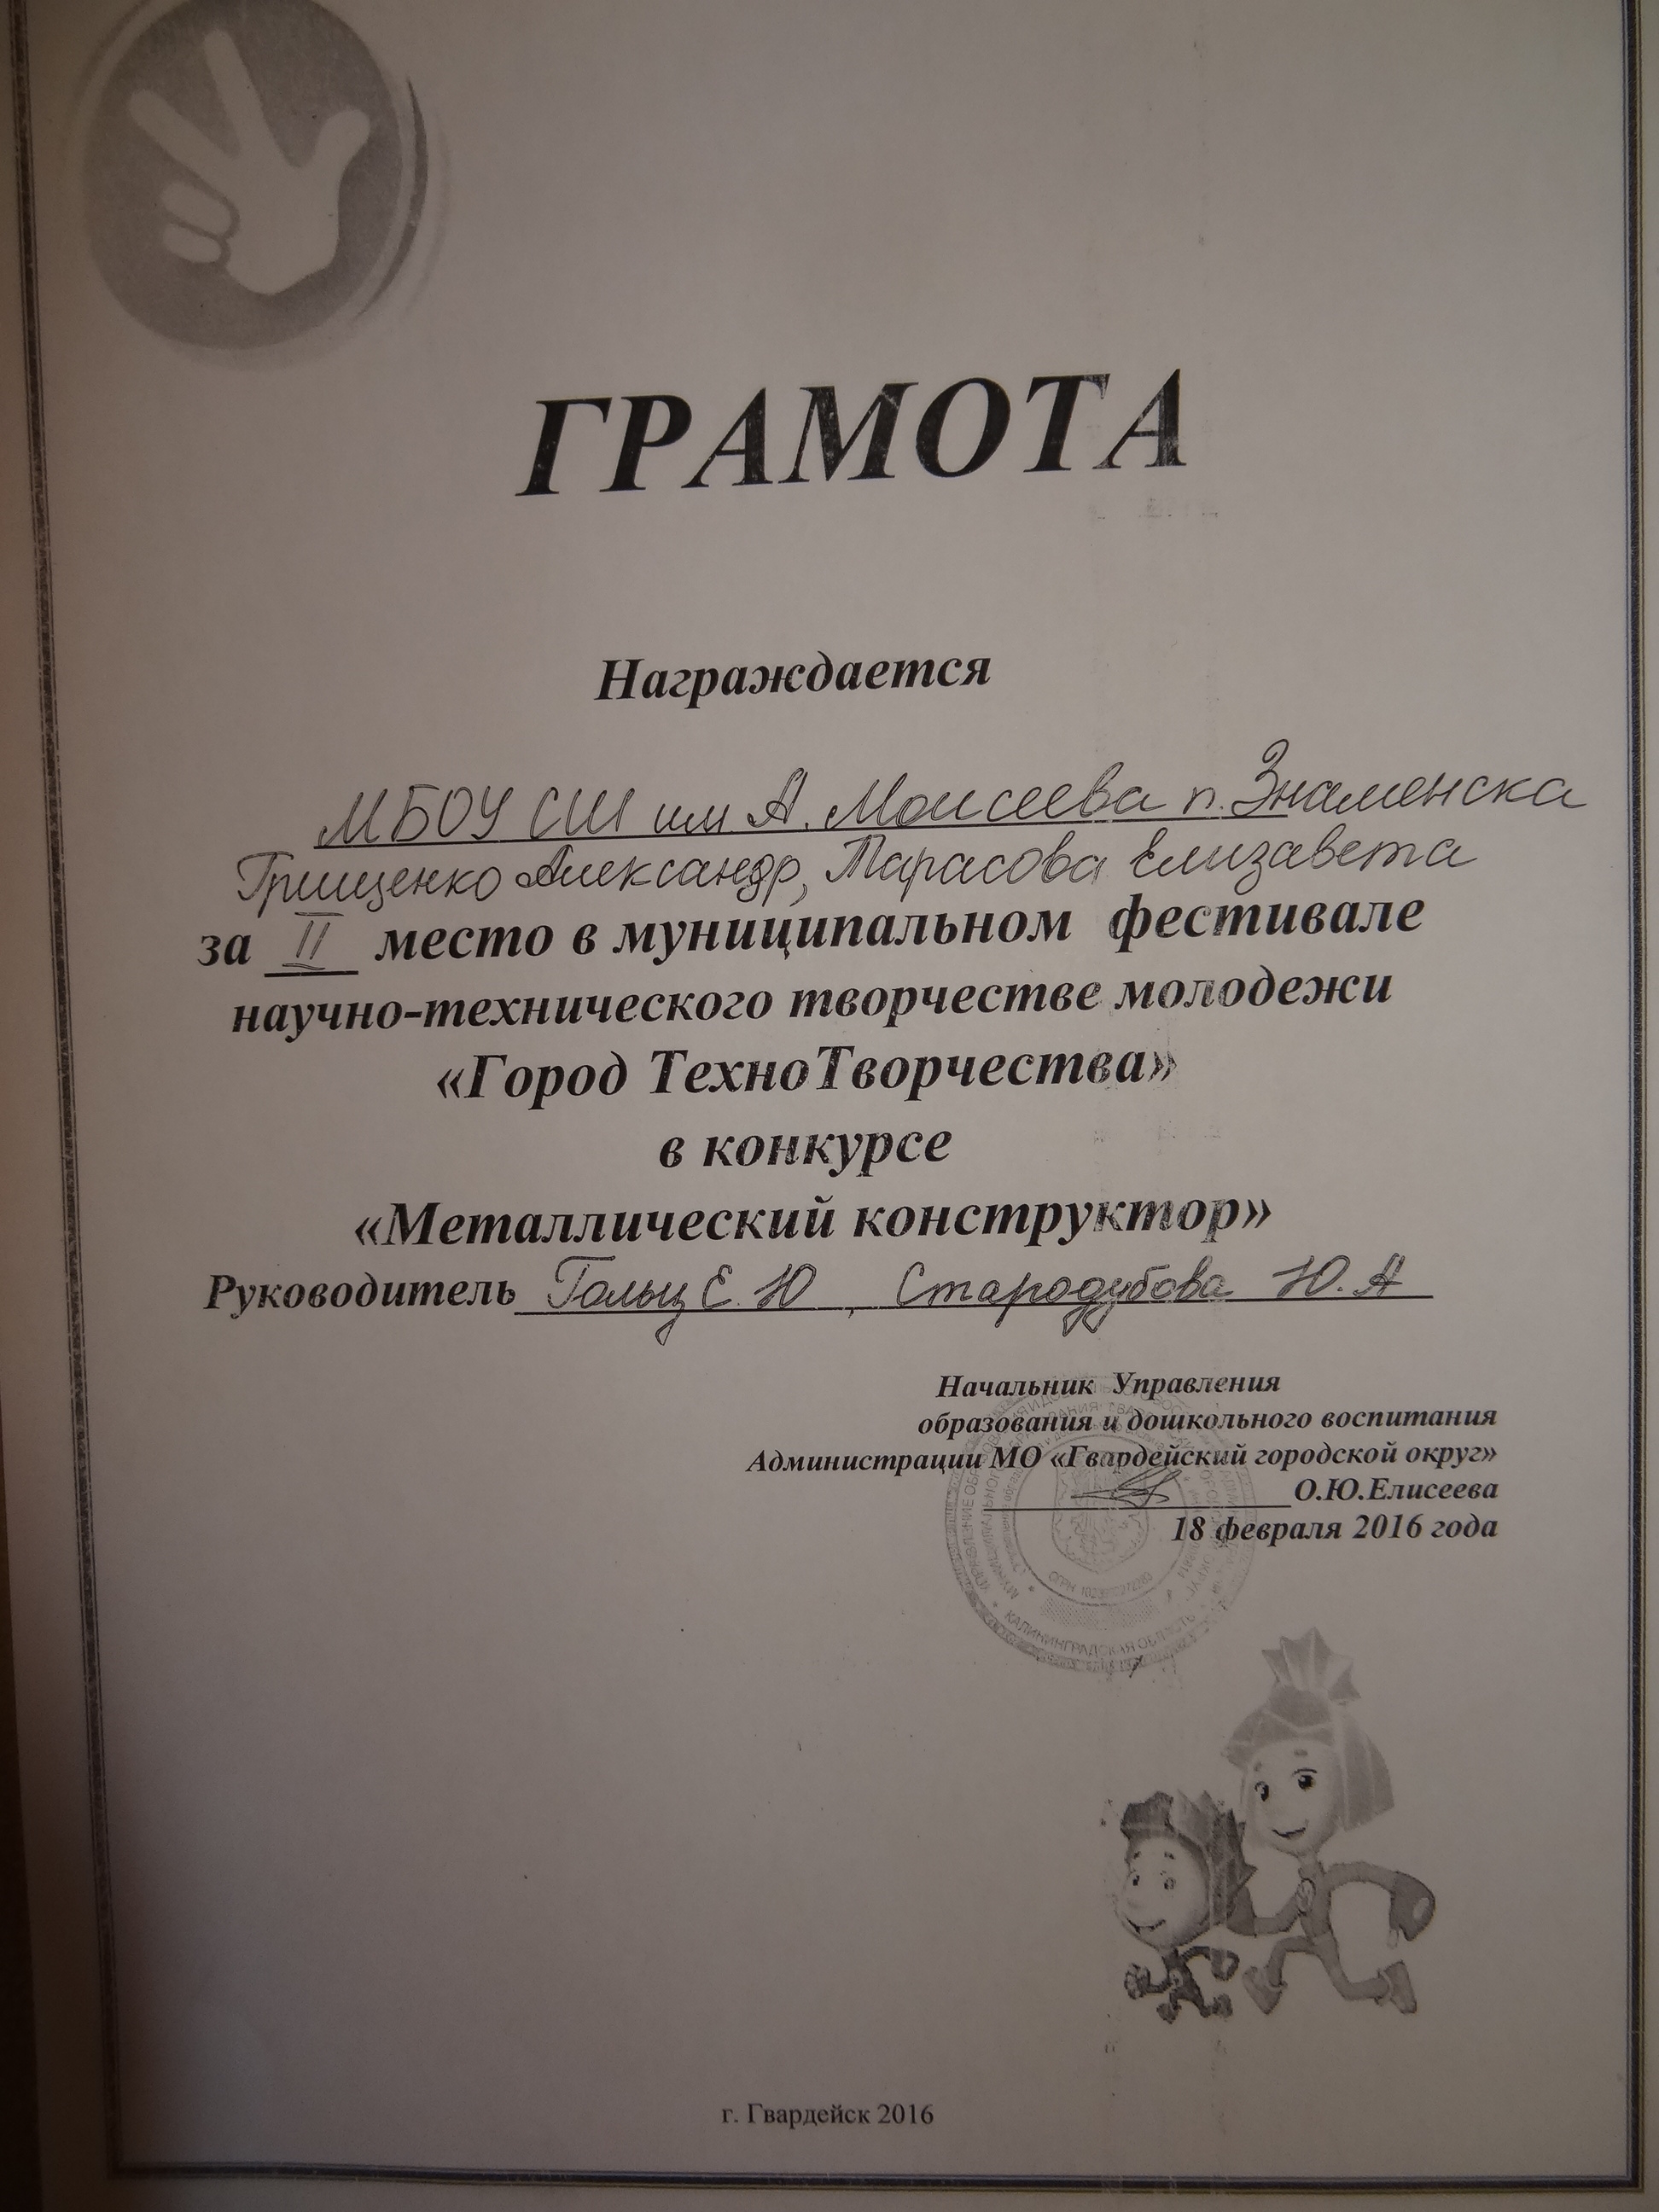 ГРАМОТА
Награждается
МБОУ СШ им А. Моисеева п. Знаменска
Грищенко Александр, Тарасова Елизавета
за II место в муниципальном фестивале
научно-технического творчестве молодежи
«Город ТехноТворчества»
в конкурсе
«Металлический конструктор»
Руководитель Гольц Е. Ю , Стародубова Ю. А
Начальник Управления
образования и дошкольного воспитания
Администрации МО «Гвардейский городской округ»
О.Ю.Елисеева
18 февраля 2016 года
КАЛИНИНГРАДСКАЯ ОБЛАСТЬ
г. Гвардейск 2016